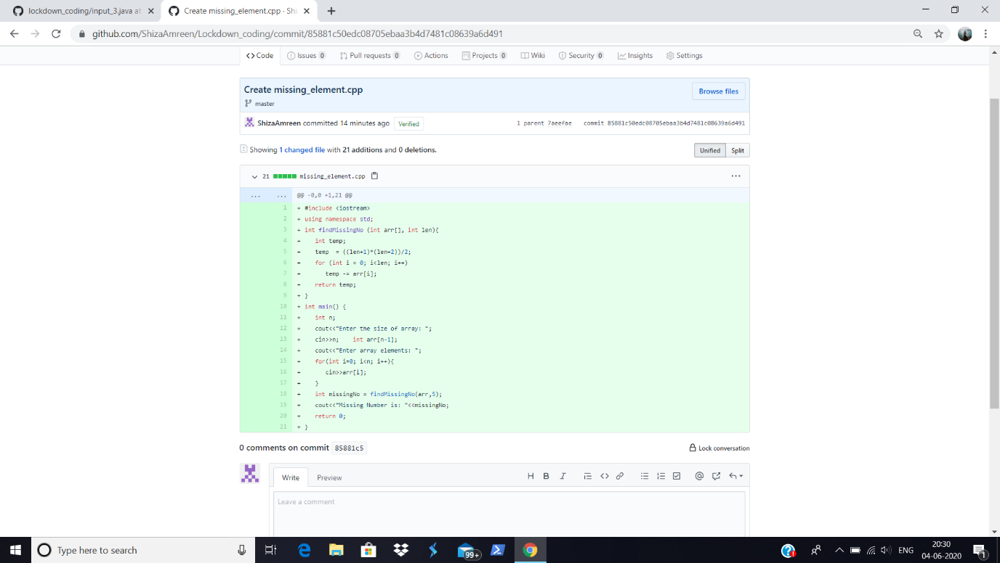 lockdown_coding/input_3.java at
Create missing_element.cpp · Shi
github.com/ShizaAmreen/Lockdown_coding/commit/85881c50edc08705ebaa3b4d7481c08639a6d491
Code Issues 0 Pull requests 0 Actions Projects 0 Wiki Security 0 Insights Settings
Create missing_element.cpp
Browse files
master
ShizaAmreen committed 14 minutes ago Verified 1 parent 7aeefae commit 85881c50edc08705ebaa3b4d7481c08639a6d491
Showing 1 changed file with 21 additions and 0 deletions. Unified Split
21 missing_element.cpp ...
... ... @@ -0,0 +1,21 @@
1 + #include <iostream>
2 + using namespace std;
3 + int findMissingNo (int arr[], int len){
4 + int temp;
5 + temp = ((len+1)*(len+2))/2;
6 + for (int i = 0; i<len; i++)
7 + temp -= arr[i];
8 + return temp;
9 + }
10 + int main() {
11 + int n;
12 + cout<<"Enter the size of array: ";
13 + cin>>n; int arr[n-1];
14 + cout<<"Enter array elements: ";
15 + for(int i=0; i<n; i++){
16 + cin>>arr[i];
17 + }
18 + int missingNo = findMissingNo(arr,5);
19 + cout<<"Missing Number is: "<<missingNo;
20 + return 0;
21 + }
0 comments on commit 85881c5 Lock conversation
Write Preview
Leave a comment
Type here to search
99+
ENG
20:30
04-06-2020
1